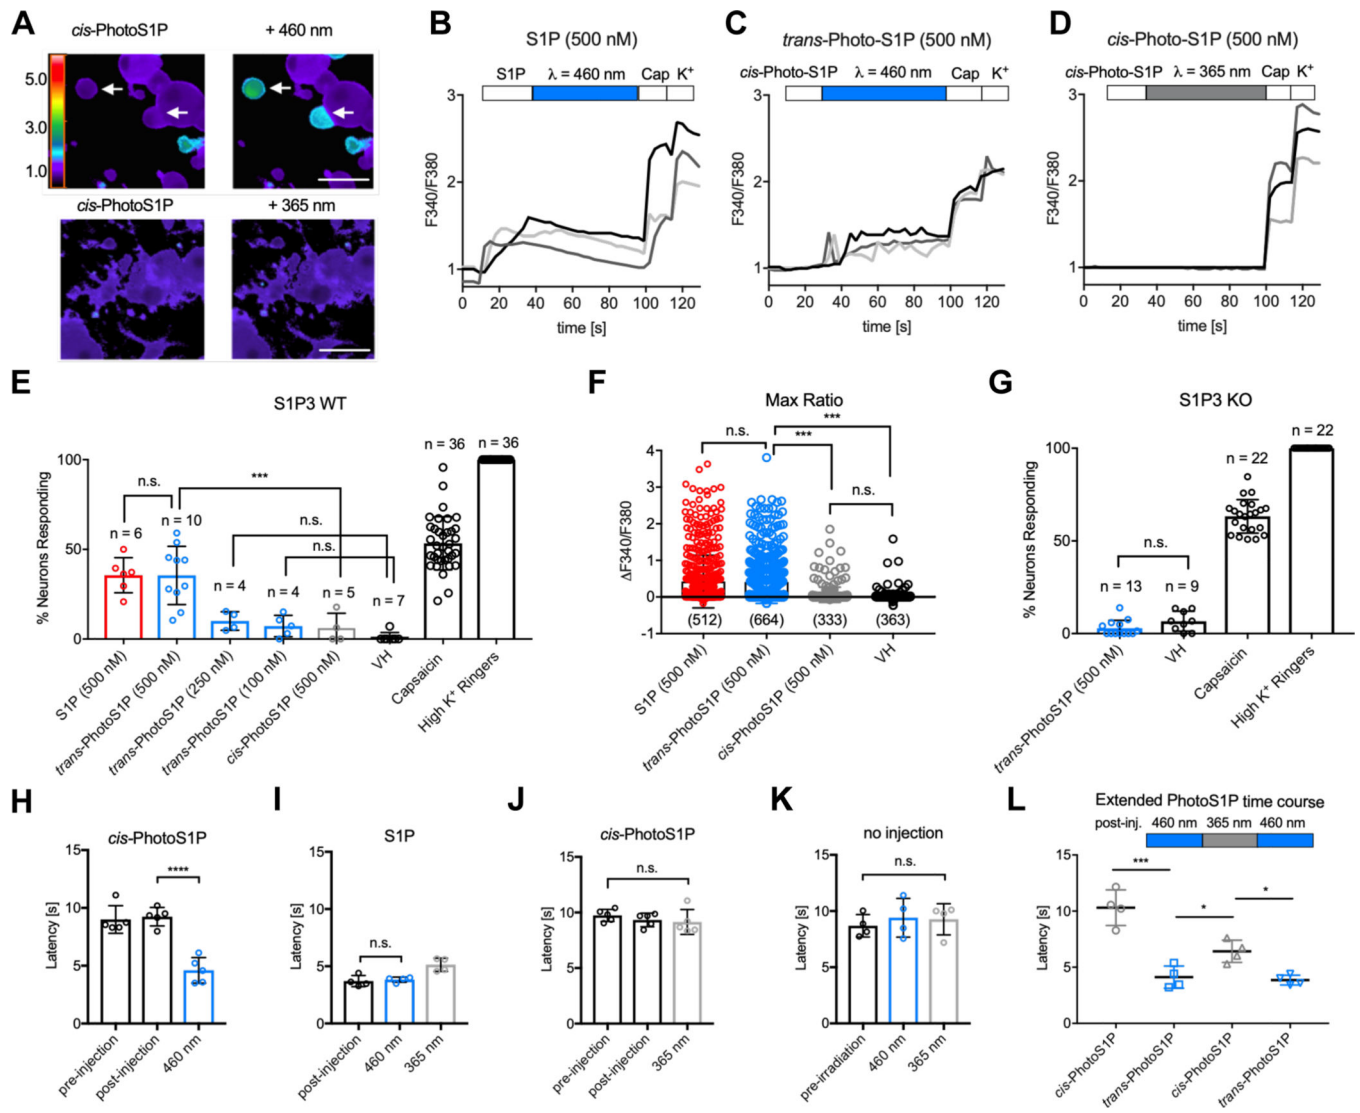 A
cis-PhotoS1P
+ 460 nm
5.0
3.0
1.0
cis-PhotoS1P
+ 365 nm
B
S1P (500 nM)
S1P
λ = 460 nm
Cap
K+
3
2
1
F340/F380
0 20 40 60 80 100 120
time [s]
C
trans-Photo-S1P (500 nM)
cis-Photo-S1P
λ = 460 nm
Cap
K+
3
2
1
F340/F380
0 20 40 60 80 100 120
time [s]
D
cis-Photo-S1P (500 nM)
cis-Photo-S1P
λ = 365 nm
Cap
K+
3
2
1
F340/F380
0 20 40 60 80 100 120
time [s]
E
S1P3 WT
% Neurons Responding
100
50
0
n.s.
***
n.s.
n.s.
n = 6
n = 10
n = 4
n = 4
n = 5
n = 7
n = 36
n = 36
S1P (500 nM)
trans-PhotoS1P (500 nM)
trans-PhotoS1P (250 nM)
trans-PhotoS1P (100 nM)
cis-PhotoS1P (500 nM)
VH
Capsaicin
High K+ Ringers
F
Max Ratio
ΔF340/F380
4
3
2
1
0
-1
n.s.
***
***
n.s.
(512)
(664)
(333)
(363)
S1P (500 nM)
trans-PhotoS1P (500 nM)
cis-PhotoS1P (500 nM)
VH
G
S1P3 KO
% Neurons Responding
100
50
0
n.s.
n = 13
n = 9
n = 22
n = 22
trans-PhotoS1P (500 nM)
VH
Capsaicin
High K+ Ringers
H
cis-PhotoS1P
Latency [s]
15
10
5
0
****
pre-injection
post-injection
460 nm
I
S1P
Latency [s]
15
10
5
0
n.s.
post-injection
460 nm
365 nm
J
cis-PhotoS1P
Latency [s]
15
10
5
0
n.s.
pre-injection
post-injection
365 nm
K
no injection
Latency [s]
15
10
5
0
n.s.
pre-irradiation
460 nm
365 nm
L
Extended PhotoS1P time course
post-inj. 460 nm 365 nm 460 nm
Latency [s]
15
10
5
0
***
*
*
cis-PhotoS1P
trans-PhotoS1P
cis-PhotoS1P
trans-PhotoS1P